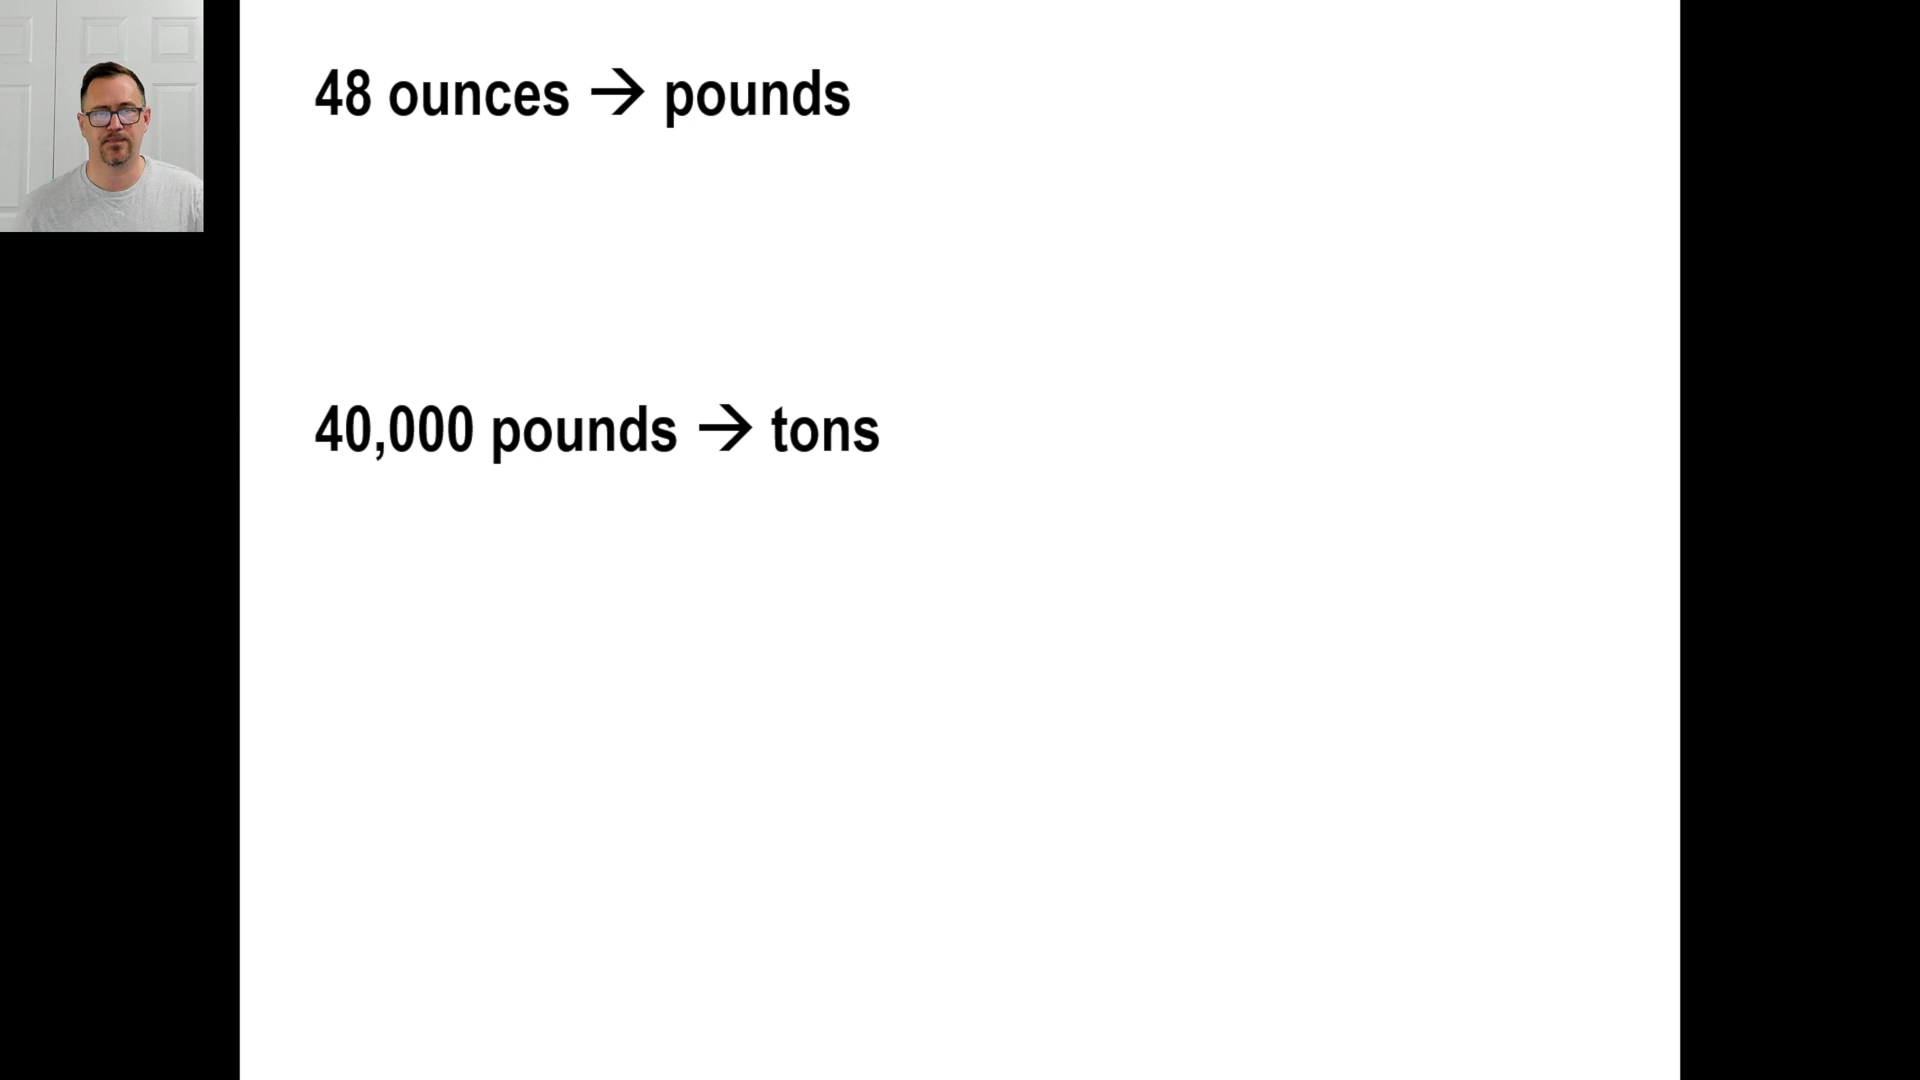 48 ounces → pounds
40,000 pounds → tons